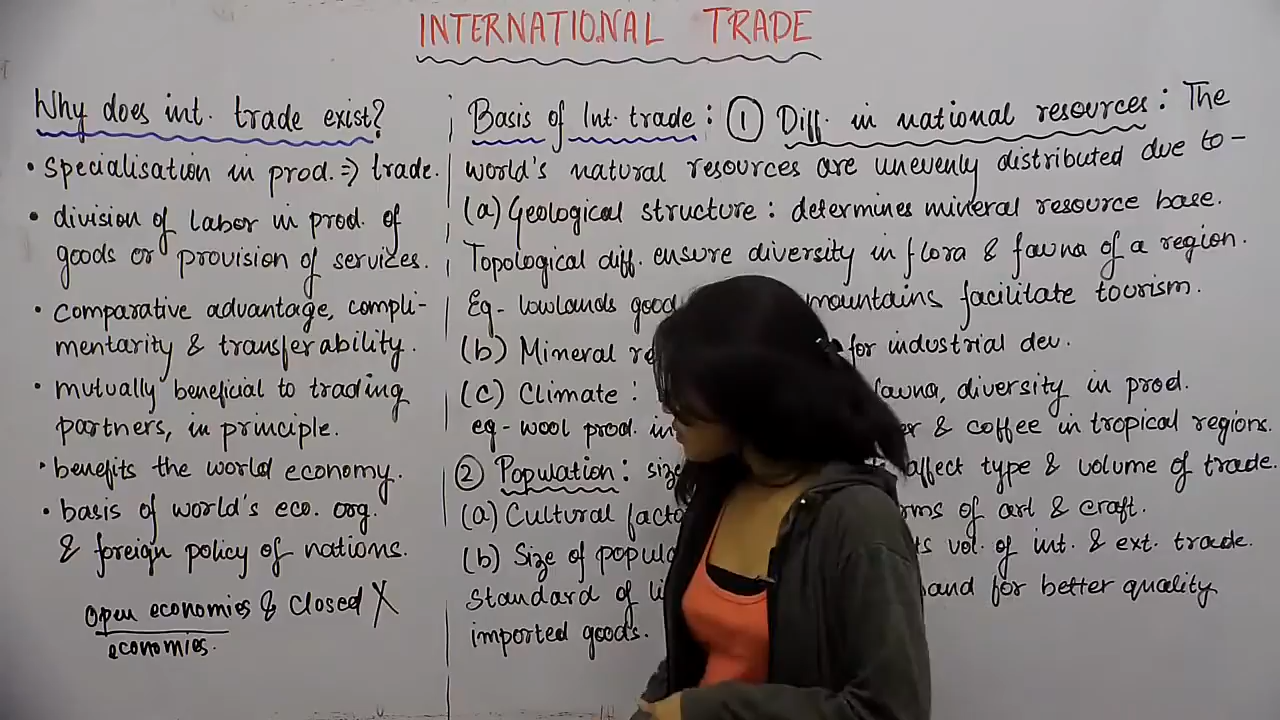 INTERNATIONAL TRADE
Why does int. trade exist?
• specialisation in prod. => trade.
• division of labor in prod. of
goods or provision of services.
• comparative advantage, compli-
mentarity & transferability.
• mutually beneficial to trading
partners, in principle.
• benefits the world economy.
• basis of world's eco. org.
& foreign policy of nations.
Open economies & closed X
economies.
Basis of Int. trade : ① Diff. in national resources : The
world's natural resources are unevenly distributed due to-
(a) Geological structure : determines mineral resource base.
Topological diff. ensure diversity in flora & fauna of a region.
Eg- lowlands good mountains facilitate tourism.
(b) Mineral for industrial dev.
(c) Climate : diversity in prod.
eg- wool prod. in & coffee in tropical regions.
② Population : affect type & volume of trade.
(a) Cultural of art & craft.
(b) Size of vol. of int. & ext. trade.
Standard of for better quality
imported goods.